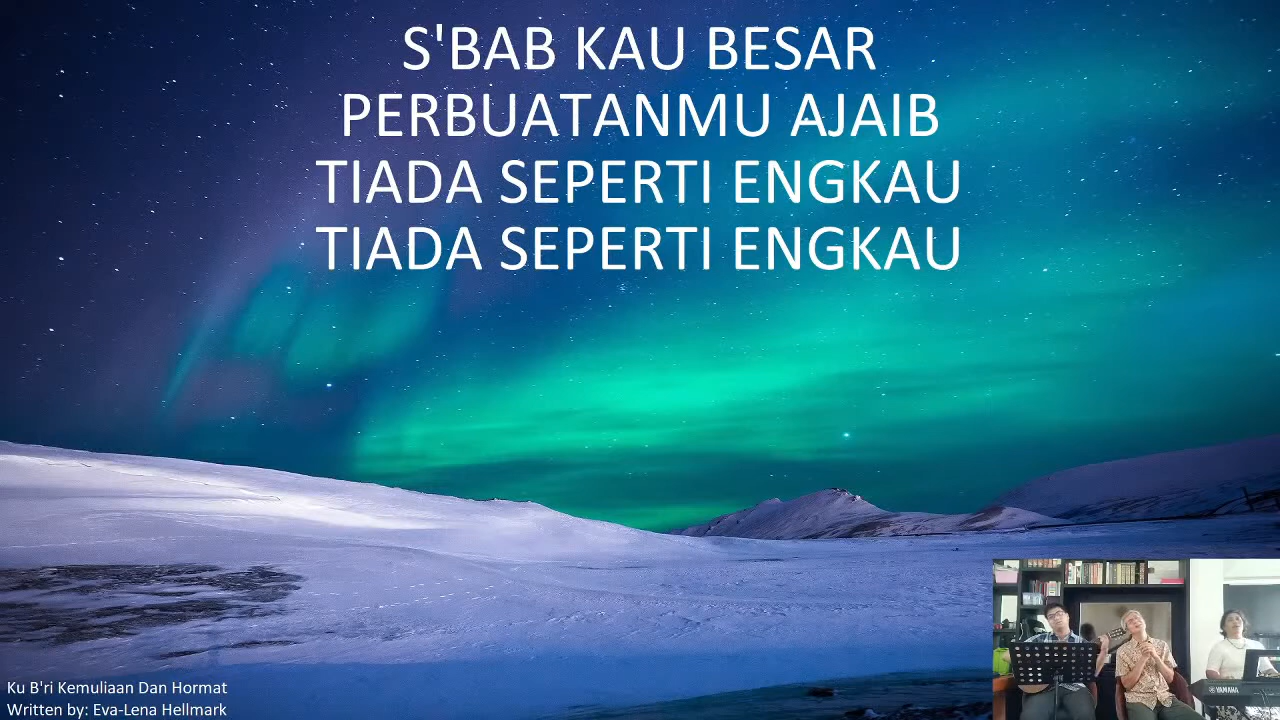 S'BAB KAU BESAR
PERBUATANMU AJAIB
TIADA SEPERTI ENGKAU
TIADA SEPERTI ENGKAU
Ku B'ri Kemuliaan Dan Hormat
Written by: Eva-Lena Hellmark
YAMAHA